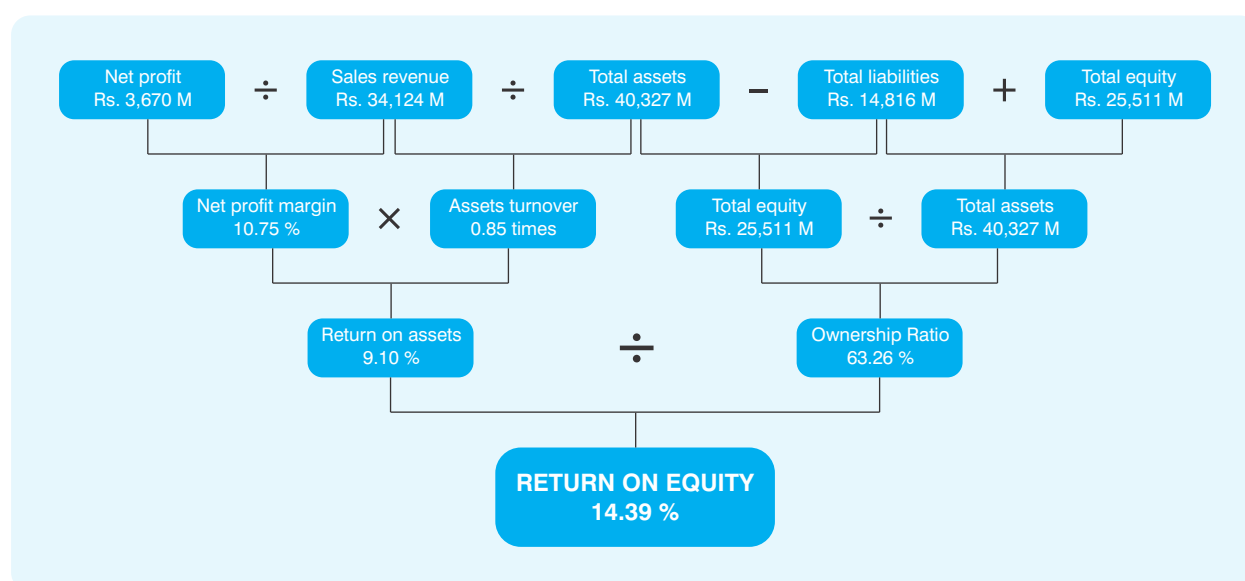 Net profit
Rs. 3,670 M
÷
Sales revenue
Rs. 34,124 M
÷
Total assets
Rs. 40,327 M
−
Total liabilities
Rs. 14,816 M
+
Total equity
Rs. 25,511 M
Net profit margin
10.75 %
×
Assets turnover
0.85 times
Total equity
Rs. 25,511 M
÷
Total assets
Rs. 40,327 M
Return on assets
9.10 %
÷
Ownership Ratio
63.26 %
RETURN ON EQUITY
14.39 %